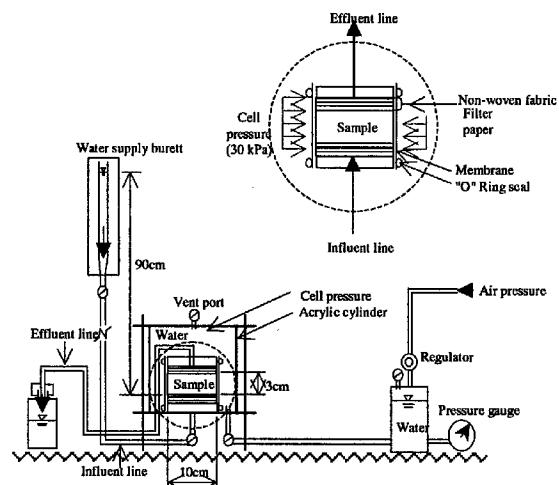 Effluent line
Non-woven fabric
Filter
paper
Cell
pressure
(30 kPa)
Sample
Membrane
"O" Ring seal
Influent line
Water supply burett
90cm
Vent port
Cell pressure
Acrylic cylinder
Air pressure
Effluent line
Water
Regulator
Sample
3cm
Pressure gauge
Water
Influent line
10cm